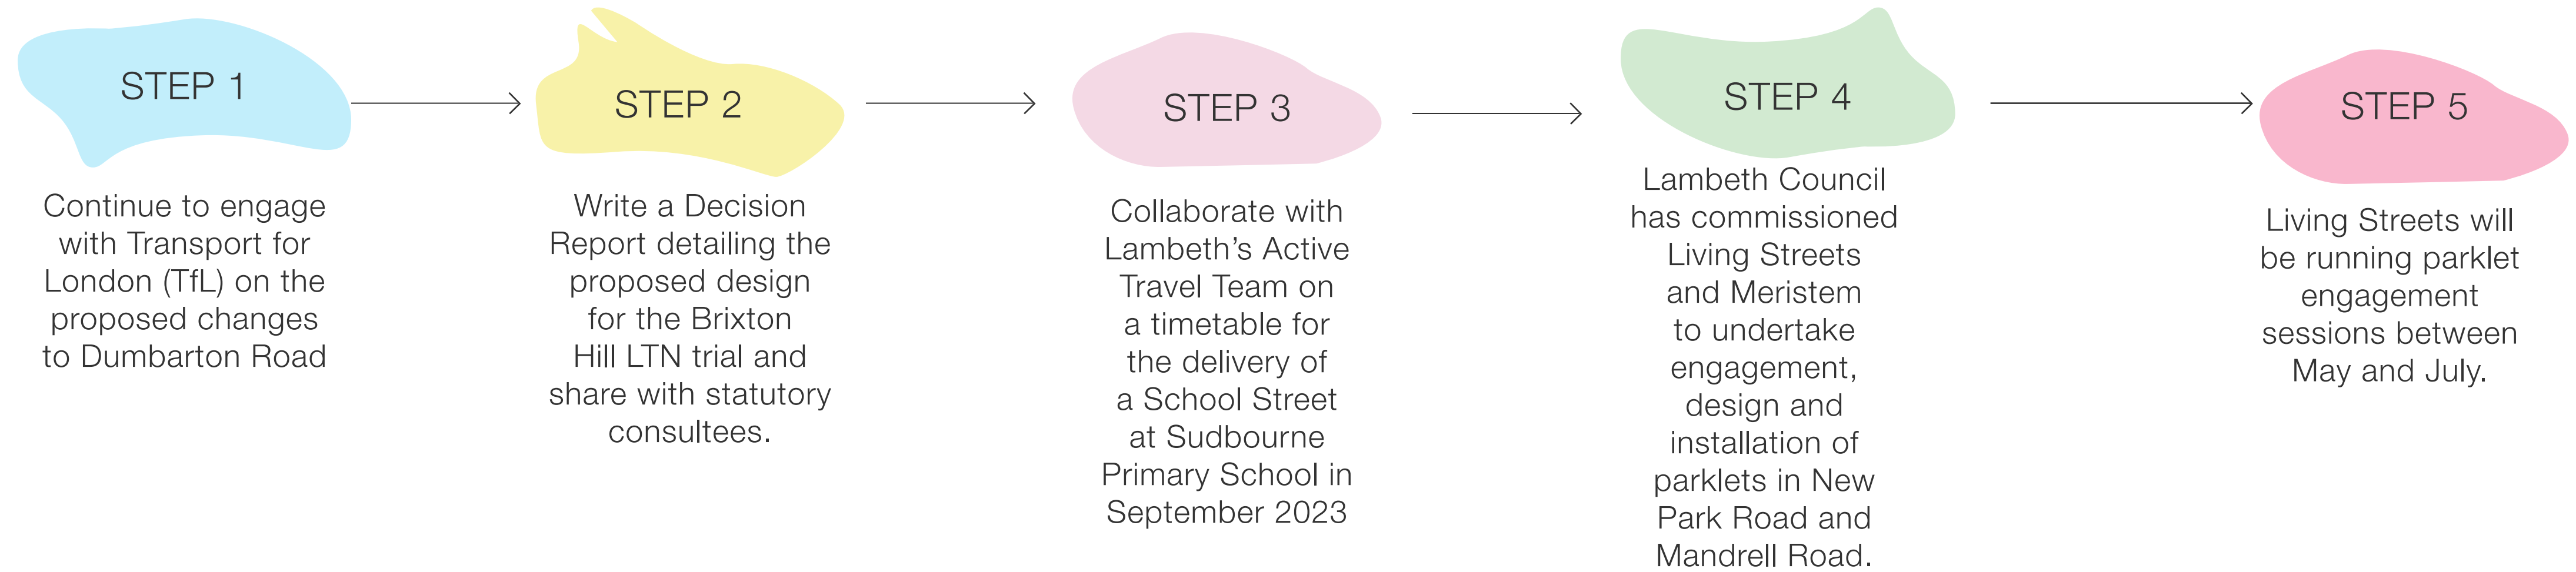 STEP 1
Continue to engage
with Transport for
London (TfL) on the
proposed changes
to Dumbarton Road
STEP 2
Write a Decision
Report detailing the
proposed design
for the Brixton
Hill LTN trial and
share with statutory
consultees.
STEP 3
Collaborate with
Lambeth’s Active
Travel Team on
a timetable for
the delivery of
a School Street
at Sudbourne
Primary School in
September 2023
STEP 4
Lambeth Council
has commissioned
Living Streets
and Meristem
to undertake
engagement,
design and
installation of
parklets in New
Park Road and
Mandrell Road.
STEP 5
Living Streets will
be running parklet
engagement
sessions between
May and July.